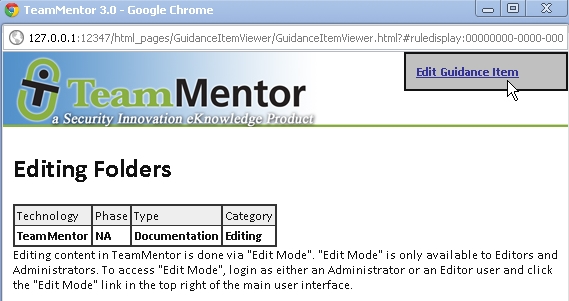 TeamMentor 3.0 - Google Chrome
127.0.0.1:12347/html_pages/GuidanceItemViewer/GuidanceItemViewer.html?#ruledisplay:00000000-0000-000
Edit Guidance Item
TeamMentor
a Security Innovation eKnowledge Product
Editing Folders
Technology Phase Type Category
TeamMentor NA Documentation Editing
Editing content in TeamMentor is done via "Edit Mode". "Edit Mode" is only available to Editors and
Administrators. To access "Edit Mode", login as either an Administrator or an Editor user and click
the "Edit Mode" link in the top right of the main user interface.